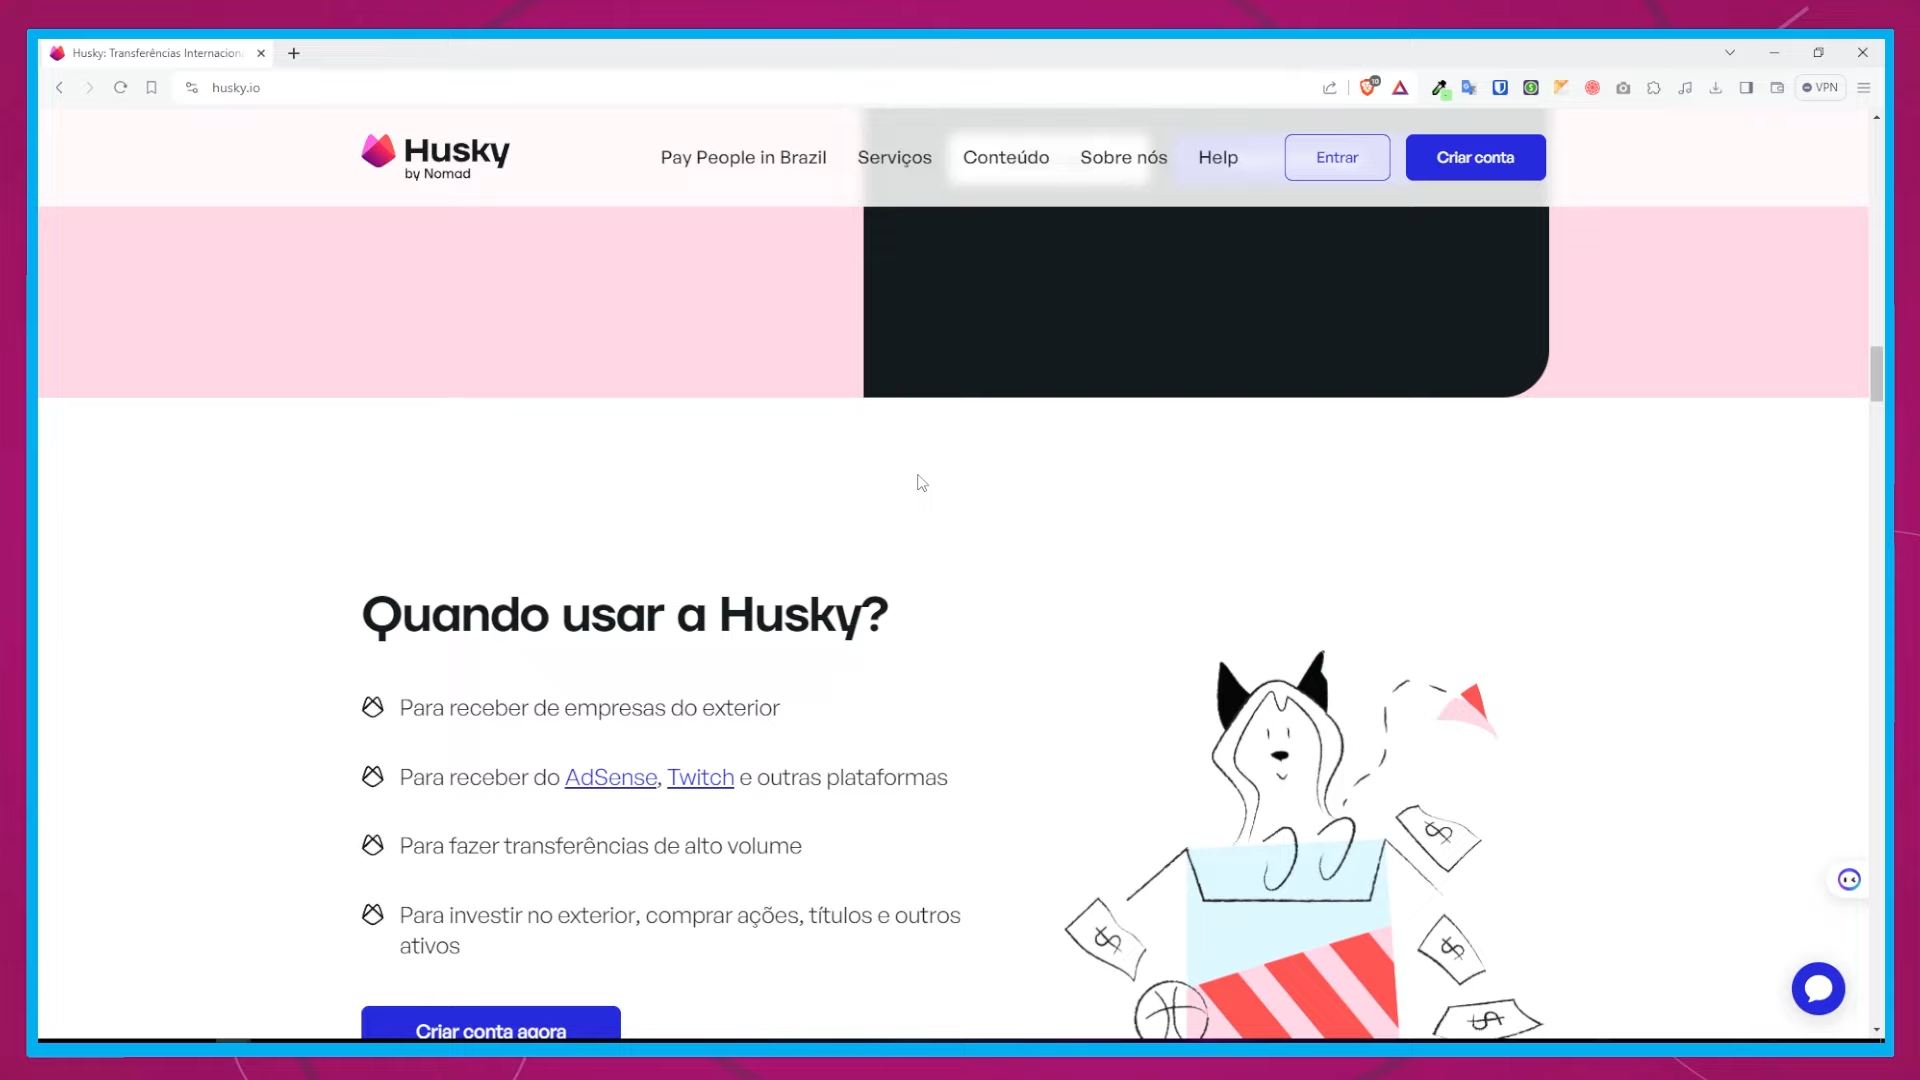 Husky: Transferências Internacion
husky.io
10
VPN
Husky
by Nomad
Pay People in Brazil
Serviços
Conteúdo
Sobre nós
Help
Entrar
Criar conta
Quando usar a Husky?
Para receber de empresas do exterior
Para receber do AdSense, Twitch e outras plataformas
Para fazer transferências de alto volume
Para investir no exterior, comprar ações, títulos e outros
ativos
Criar conta agora
$
$
$
$